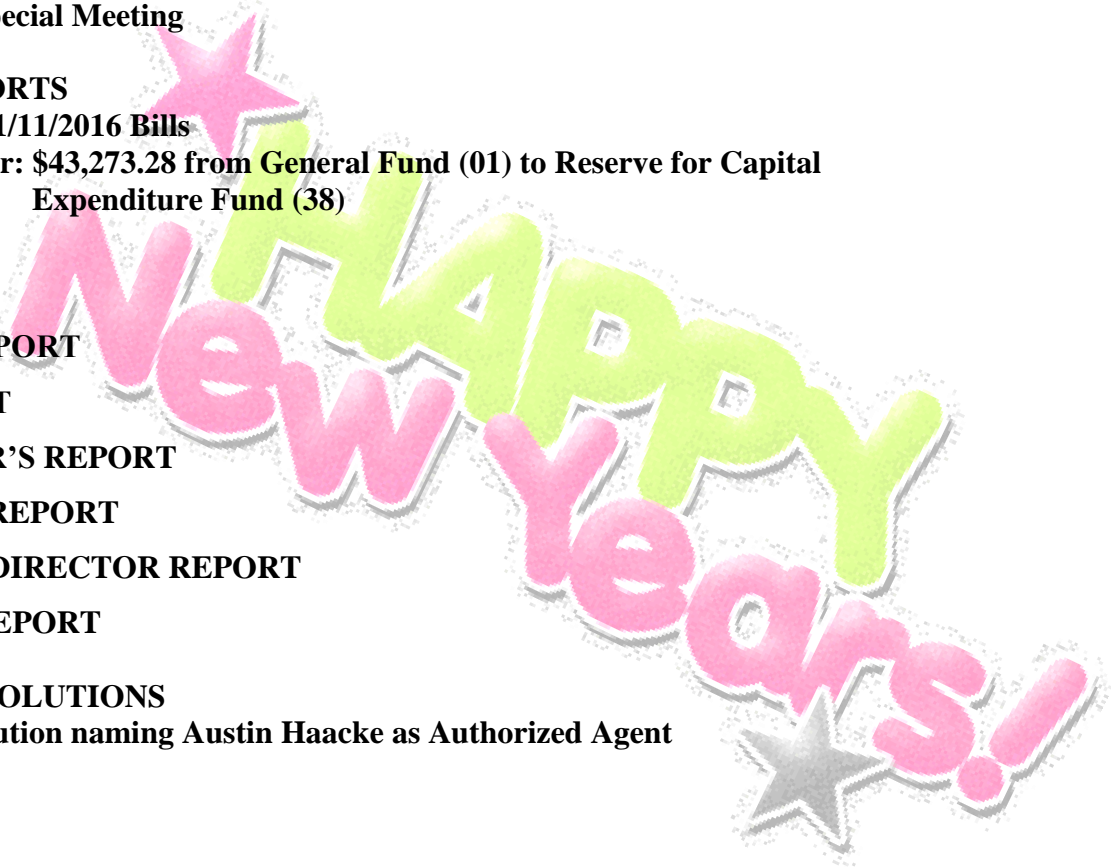 ecial Meeting
ORTS
1/11/2016 Bills
r: $43,273.28 from General Fund (01) to Reserve for Capital
Expenditure Fund (38)
HAPPY
New Years!
PORT
T
R’S REPORT
REPORT
DIRECTOR REPORT
EPORT
OLUTIONS
ution naming Austin Haacke as Authorized Agent